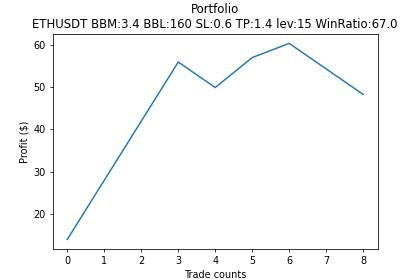 Portfolio
ETHUSDT BBM:3.4 BBL:160 SL:0.6 TP:1.4 lev:15 WinRatio:67.0
60
50
40
30
20
Profit ($)
0 1 2 3 4 5 6 7 8
Trade counts